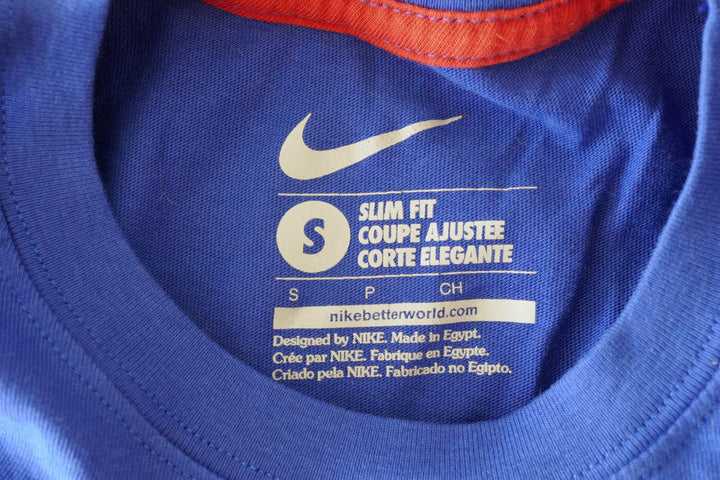 S
SLIM FIT
COUPE AJUSTEE
CORTE ELEGANTE
S P CH
nikebetterworld.com
Designed by NIKE. Made in Egypt.
Crée par NIKE. Fabrique en Egypte.
Criado pela NIKE. Fabricado no Egipto.